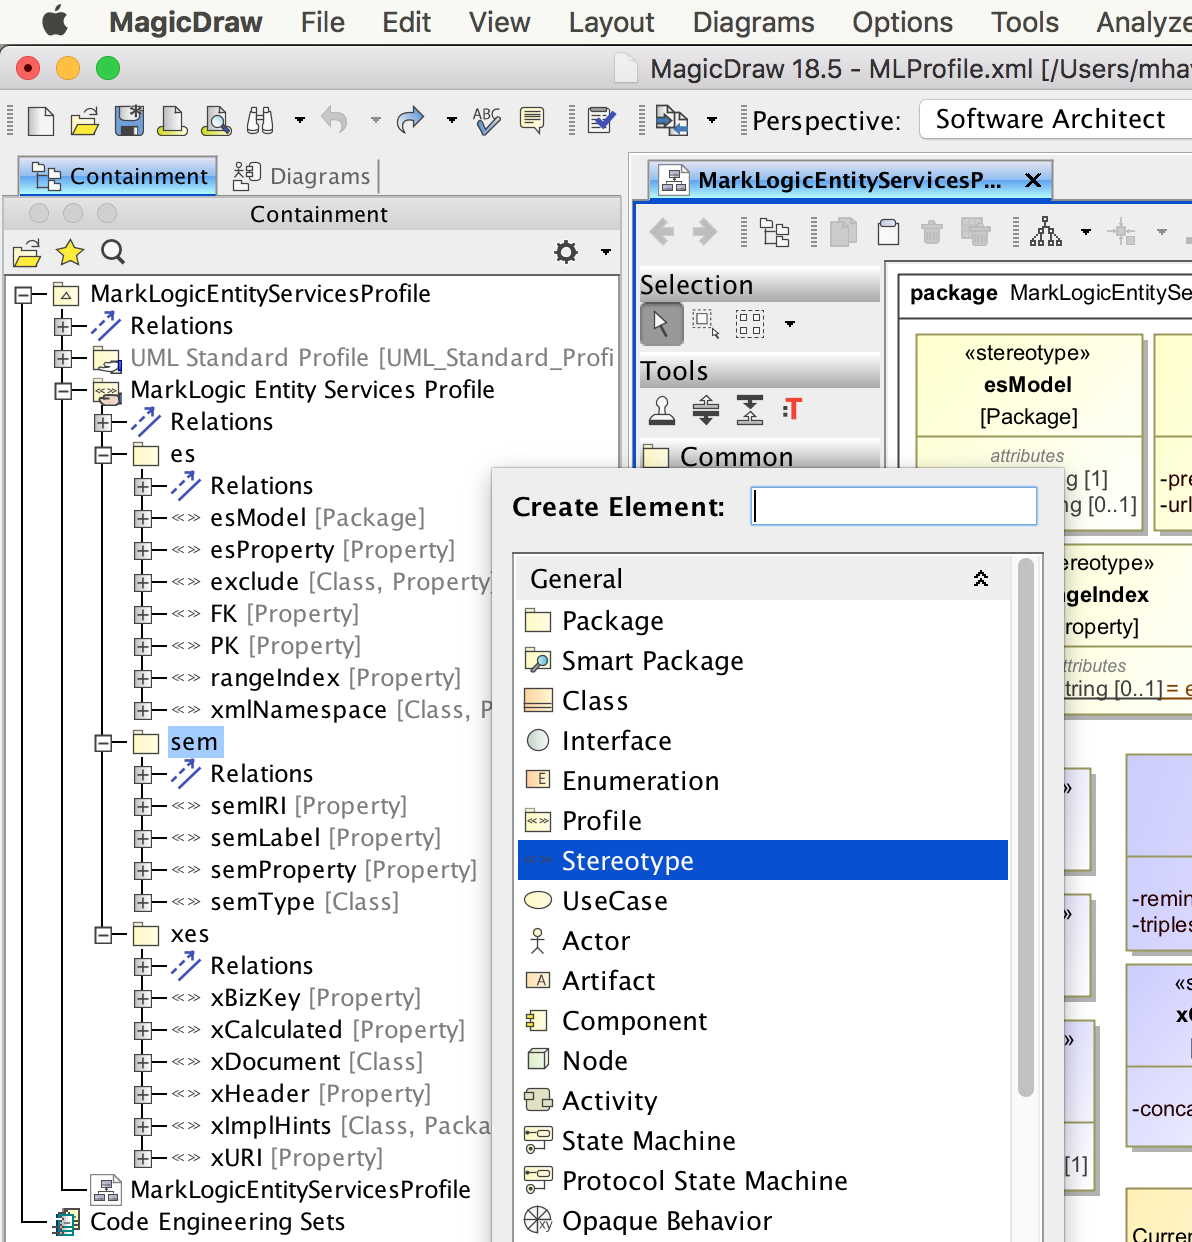 MagicDraw File Edit View Layout Diagrams Options Tools Analyze
MagicDraw 18.5 - MLProfile.xml [/Users/mhav
Perspective: Software Architect
Containment Diagrams
Containment
MarkLogicEntityServicesProfile
Relations
UML Standard Profile [UML_Standard_Profi
MarkLogic Entity Services Profile
Relations
es
Relations
«» esModel [Package]
«» esProperty [Property]
«» exclude [Class, Property]
«» FK [Property]
«» PK [Property]
«» rangeIndex [Property]
«» xmlNamespace [Class, P
sem
Relations
«» semIRI [Property]
«» semLabel [Property]
«» semProperty [Property]
«» semType [Class]
xes
Relations
«» xBizKey [Property]
«» xCalculated [Property]
«» xDocument [Class]
«» xHeader [Property]
«» xImplHints [Class, Packa
«» xURI [Property]
MarkLogicEntityServicesProfile
Code Engineering Sets
MarkLogicEntityServicesP...
Selection
Tools
Common
package MarkLogicEntitySe
«stereotype»
esModel
[Package]
attributes
g [1]
ng [0..1]
-pre
-url
ereotype»
ngeIndex
roperty]
ttributes
tring [0..1] = e
-remin
-triples
«s
xC
-conca
[1]
Currer
Create Element:
General
Package
Smart Package
Class
Interface
Enumeration
Profile
Stereotype
UseCase
Actor
Artifact
Component
Node
Activity
State Machine
Protocol State Machine
Opaque Behavior